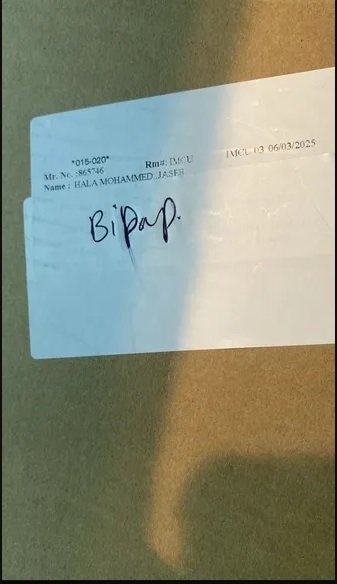 *015-020*
Mr. No. :865746 Rm#: IMCU IMCU 03 06/03/2025
Name : HALA MOHAMMED JASER
Bipap.